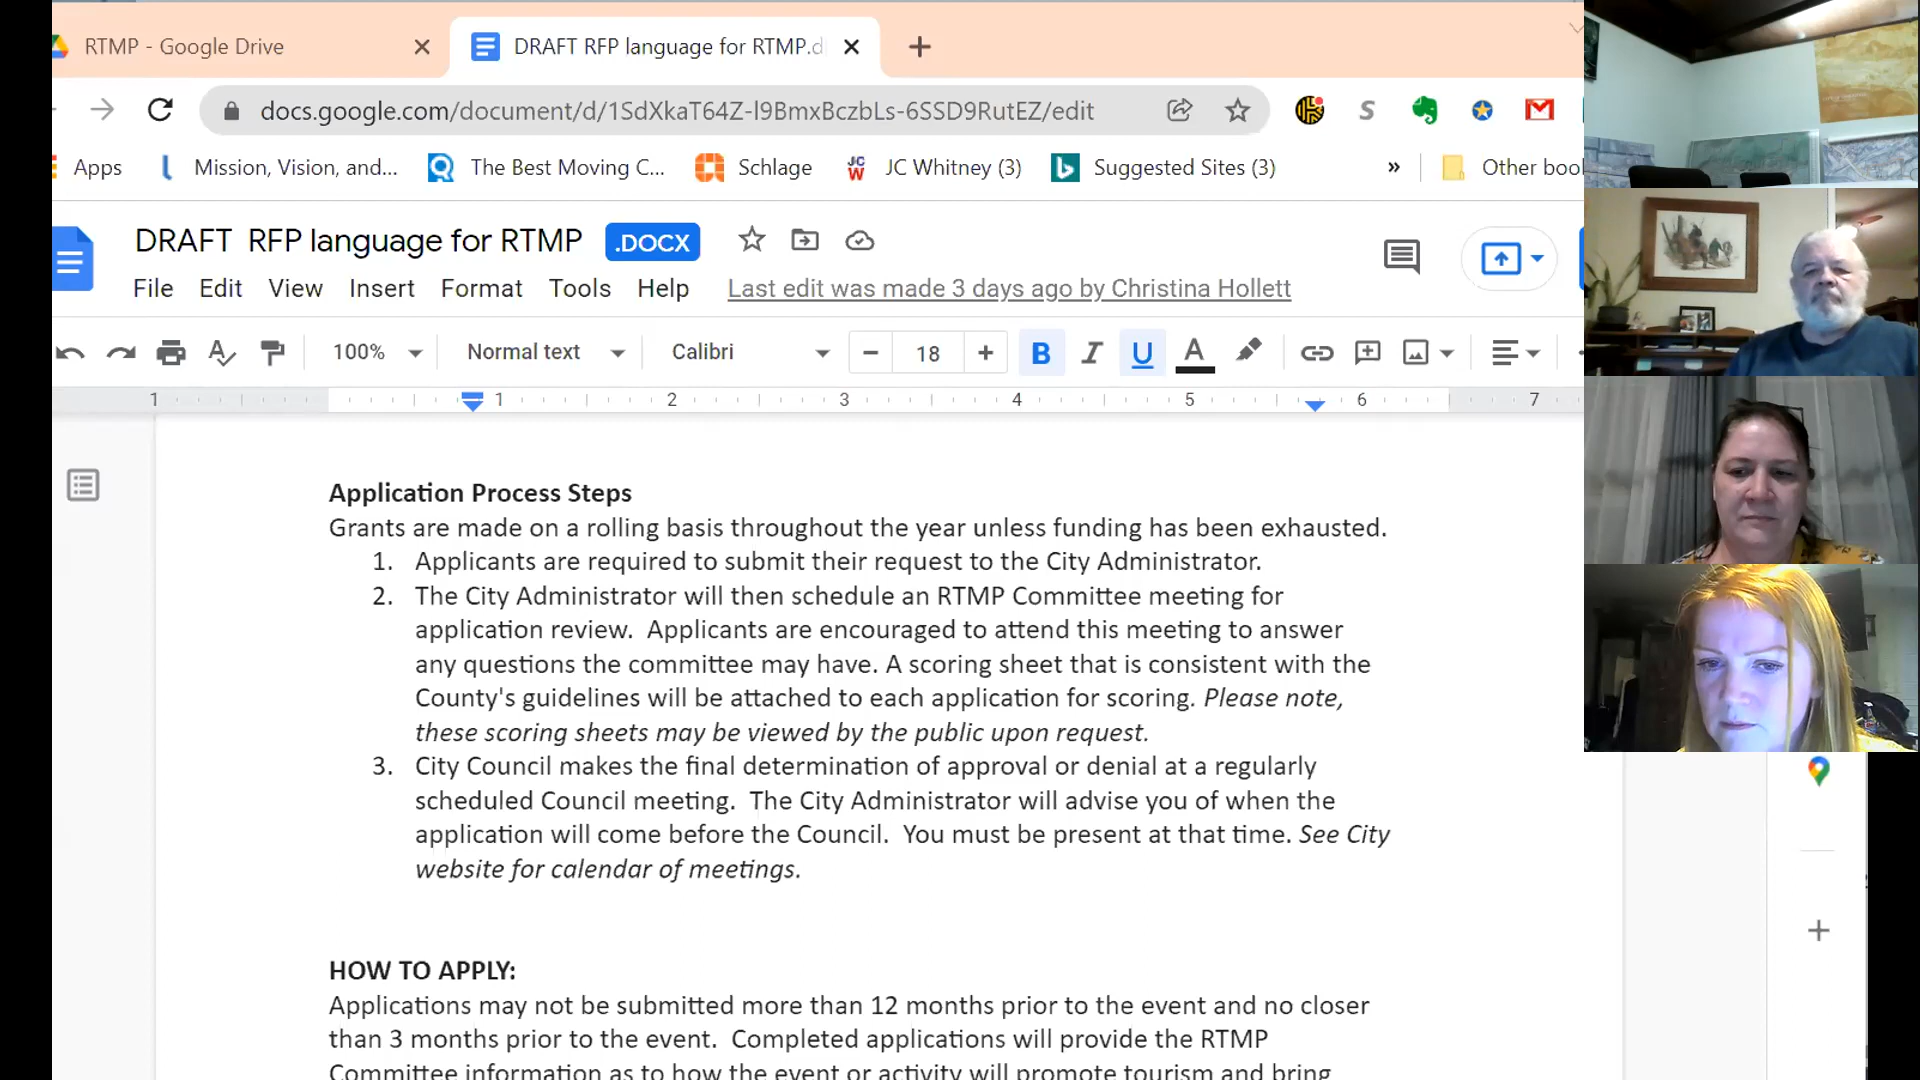 RTMP - Google Drive
DRAFT RFP language for RTMP.d
docs.google.com/document/d/1SdXkaT64Z-l9BmxBczbLs-6SSD9RutEZ/edit
Apps Mission, Vision, and... The Best Moving C... Schlage JC Whitney (3) Suggested Sites (3) » Other boo
DRAFT RFP language for RTMP .DOCX
File Edit View Insert Format Tools Help Last edit was made 3 days ago by Christina Hollett
100% Normal text Calibri − 18 + B I U A
1 1 2 3 4 5 6 7
Application Process Steps
Grants are made on a rolling basis throughout the year unless funding has been exhausted.
1. Applicants are required to submit their request to the City Administrator.
2. The City Administrator will then schedule an RTMP Committee meeting for
application review.  Applicants are encouraged to attend this meeting to answer
any questions the committee may have. A scoring sheet that is consistent with the
County's guidelines will be attached to each application for scoring. Please note,
these scoring sheets may be viewed by the public upon request.
3. City Council makes the final determination of approval or denial at a regularly
scheduled Council meeting.  The City Administrator will advise you of when the
application will come before the Council.  You must be present at that time. See City
website for calendar of meetings.
HOW TO APPLY:
Applications may not be submitted more than 12 months prior to the event and no closer
than 3 months prior to the event.  Completed applications will provide the RTMP
Committee information as to how the event or activity will promote tourism and bring